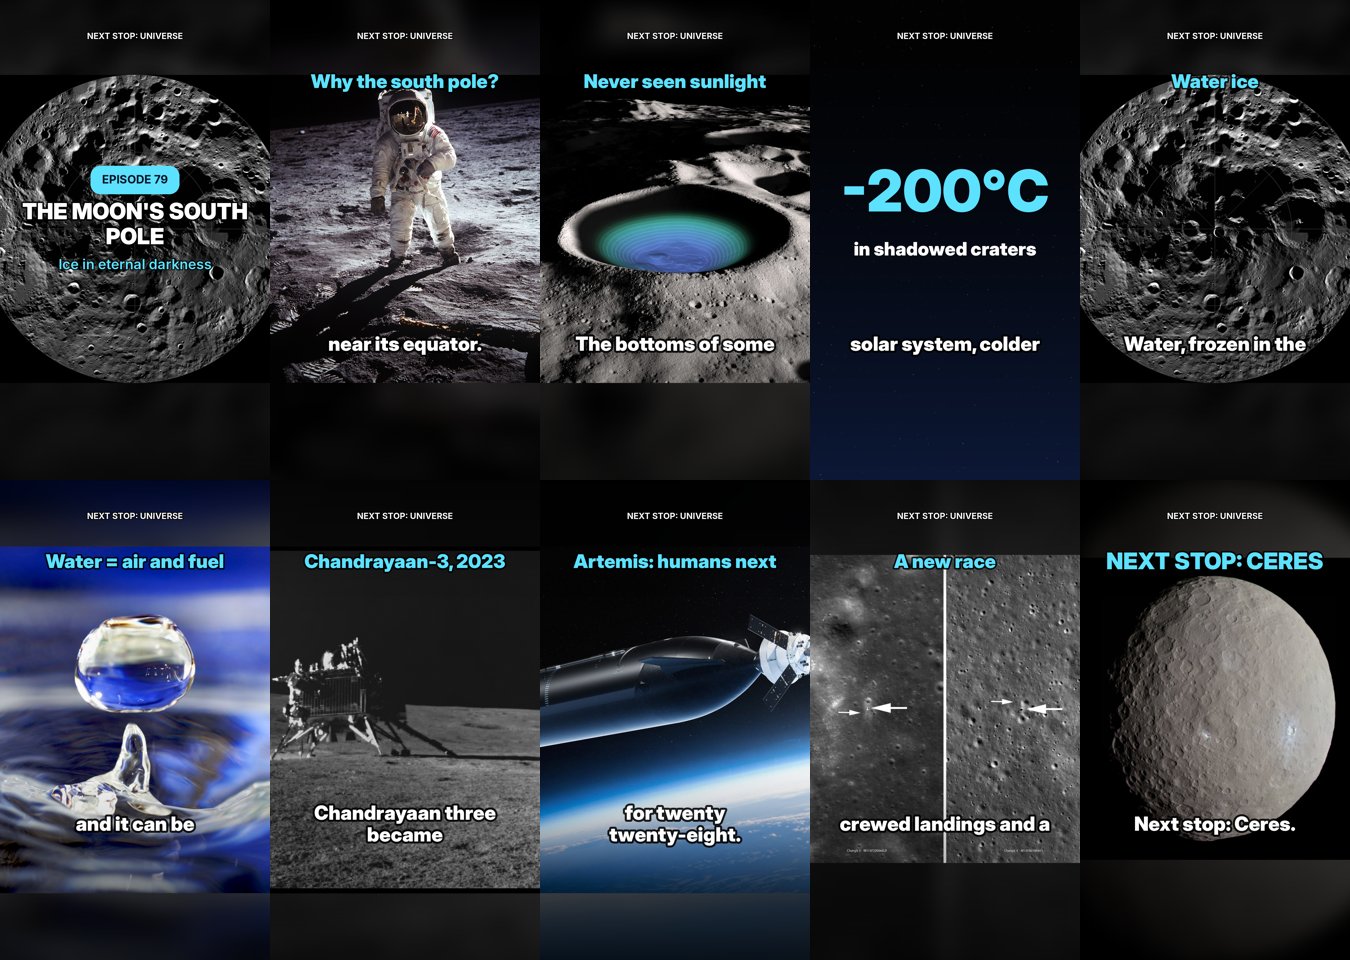 NEXT STOP: UNIVERSE
EPISODE 79
THE MOON'S SOUTH
POLE
Ice in eternal darkness
NEXT STOP: UNIVERSE
Why the south pole?
near its equator.
NEXT STOP: UNIVERSE
Never seen sunlight
The bottoms of some
NEXT STOP: UNIVERSE
-200°C
in shadowed craters
solar system, colder
NEXT STOP: UNIVERSE
Water ice
Water, frozen in the
NEXT STOP: UNIVERSE
Water = air and fuel
and it can be
NEXT STOP: UNIVERSE
Chandrayaan-3, 2023
Chandrayaan three
became
NEXT STOP: UNIVERSE
Artemis: humans next
for twenty
twenty-eight.
NEXT STOP: UNIVERSE
A new race
crewed landings and a
NEXT STOP: UNIVERSE
NEXT STOP: CERES
Next stop: Ceres.